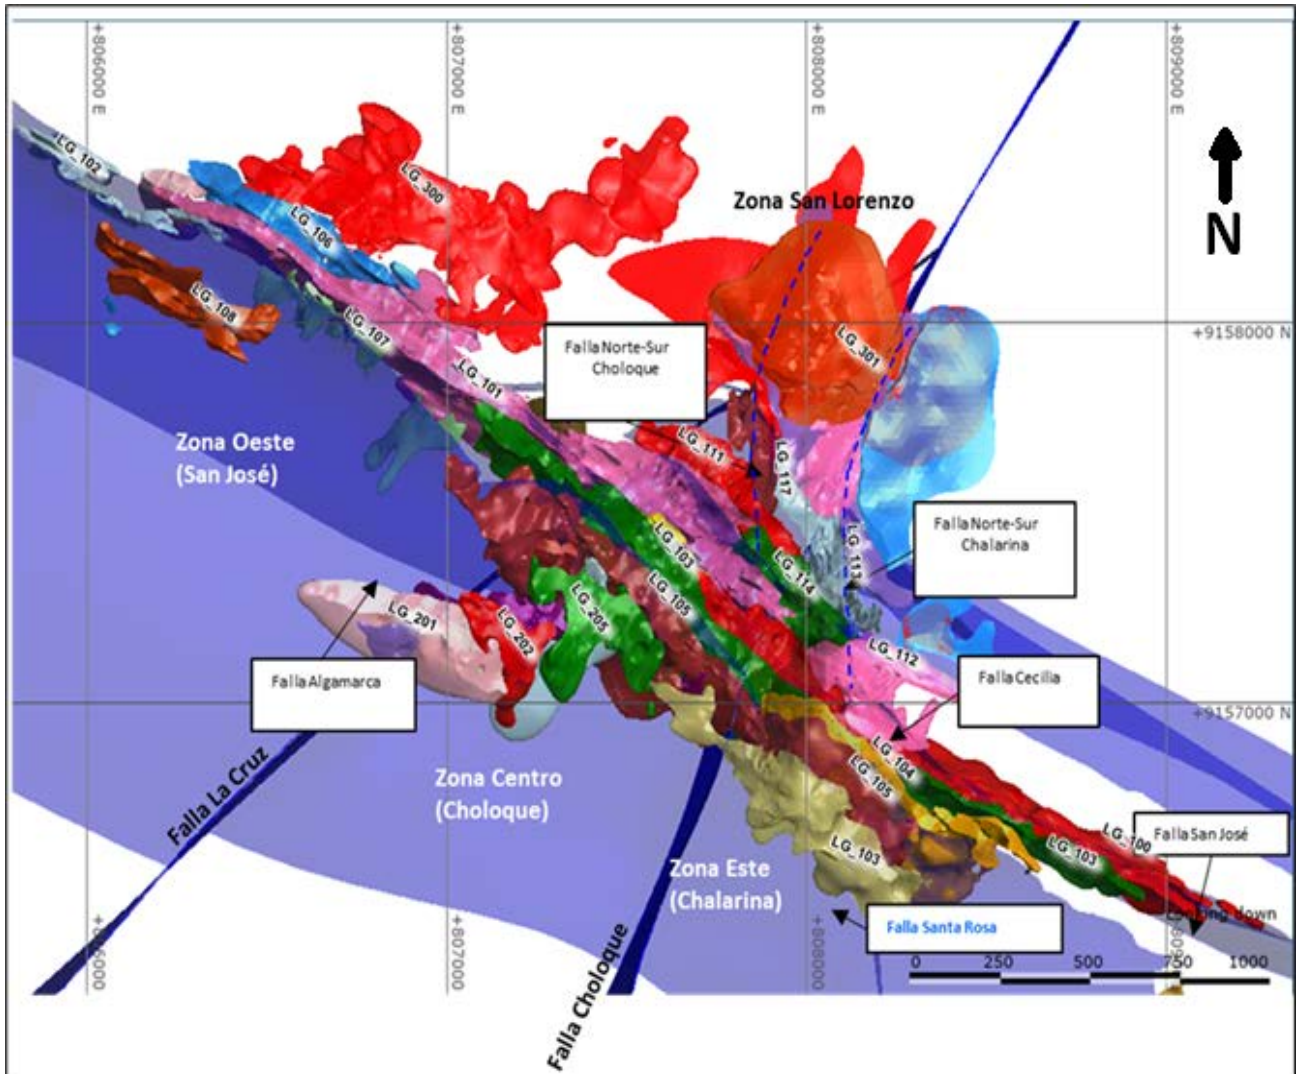 +806000 E
+807000 E
+808000 E
+809000 E
LG_102
LG_300
Zona San Lorenzo
N
LG_106
LG_108
LG_107
+9158000 N
Falla Norte-Sur
Choloque
LG_301
LG_101
Zona Oeste
(San José)
LG_111
LG_117
Falla Norte-Sur
Chalarina
LG_103
LG_113
LG_114
LG_105
LG_201
LG_202
LG_205
LG_112
Falla Algamarca
Falla Cecilia
+9157000 N
LG_104
LG_105
Falla La Cruz
Zona Centro
(Choloque)
LG_100
Falla San José
LG_103
LG_103
Zona Este
(Chalarina)
Falla Santa Rosa
Falla Choloque
+807000
+808000
0 250 500 750 1000